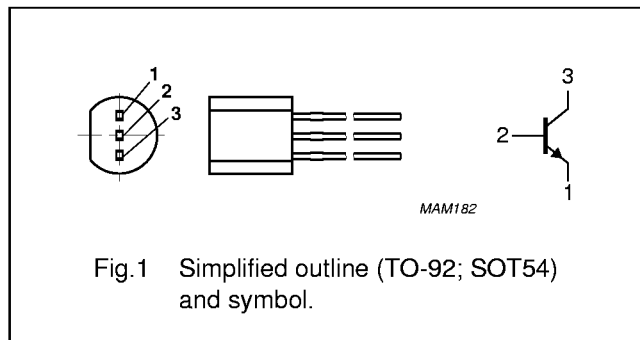 1
2
3
3
2
1
MAM182
Fig.1 Simplified outline (TO-92; SOT54)
and symbol.